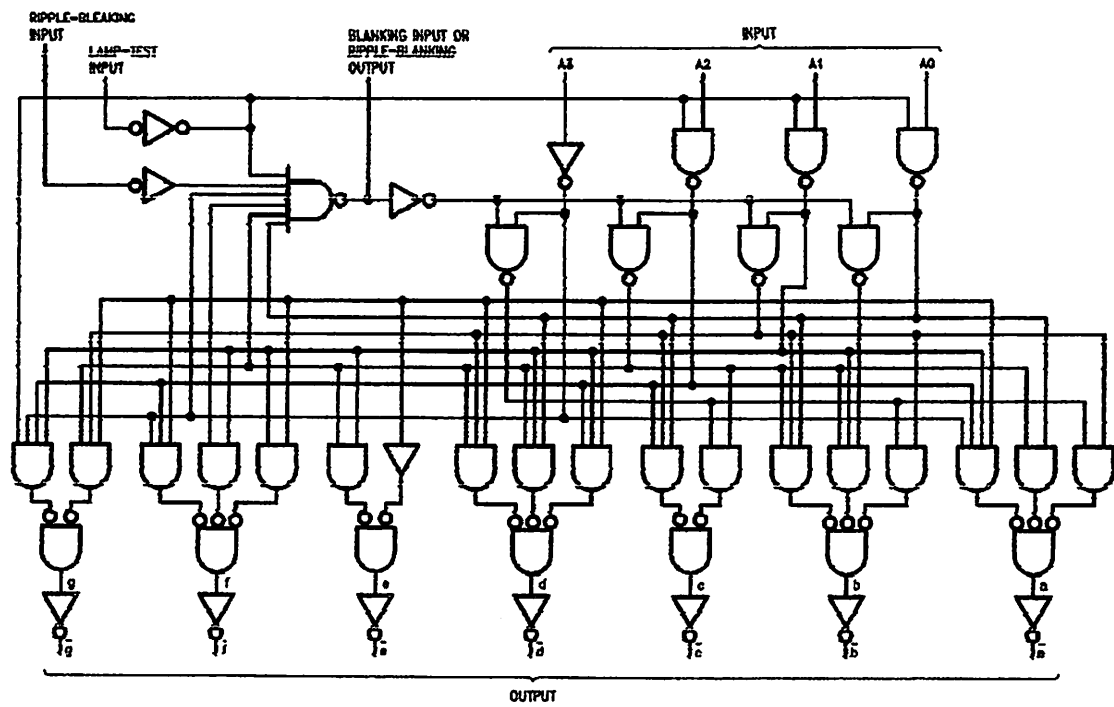 RIPPLE-BLEAKING
INPUT
LAMP-TEST
INPUT
BLANKING INPUT OR
RIPPLE-BLANKING
OUTPUT
INPUT
A3
A2
A1
A0
g
f
e
d
c
b
a
g
f
e
d
c
b
a
OUTPUT